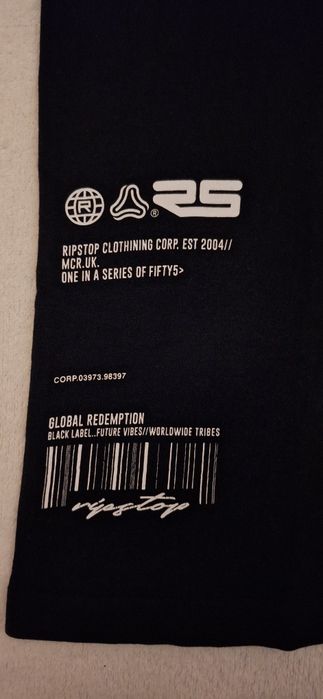 R ® RS
RIPSTOP CLOTHINING CORP. EST 2004//
MCR.UK.
ONE IN A SERIES OF FIFTY5>
CORP.03973.98397
GLOBAL REDEMPTION
BLACK LABEL..FUTURE VIBES//WORLDWIDE TRIBES
ripstop